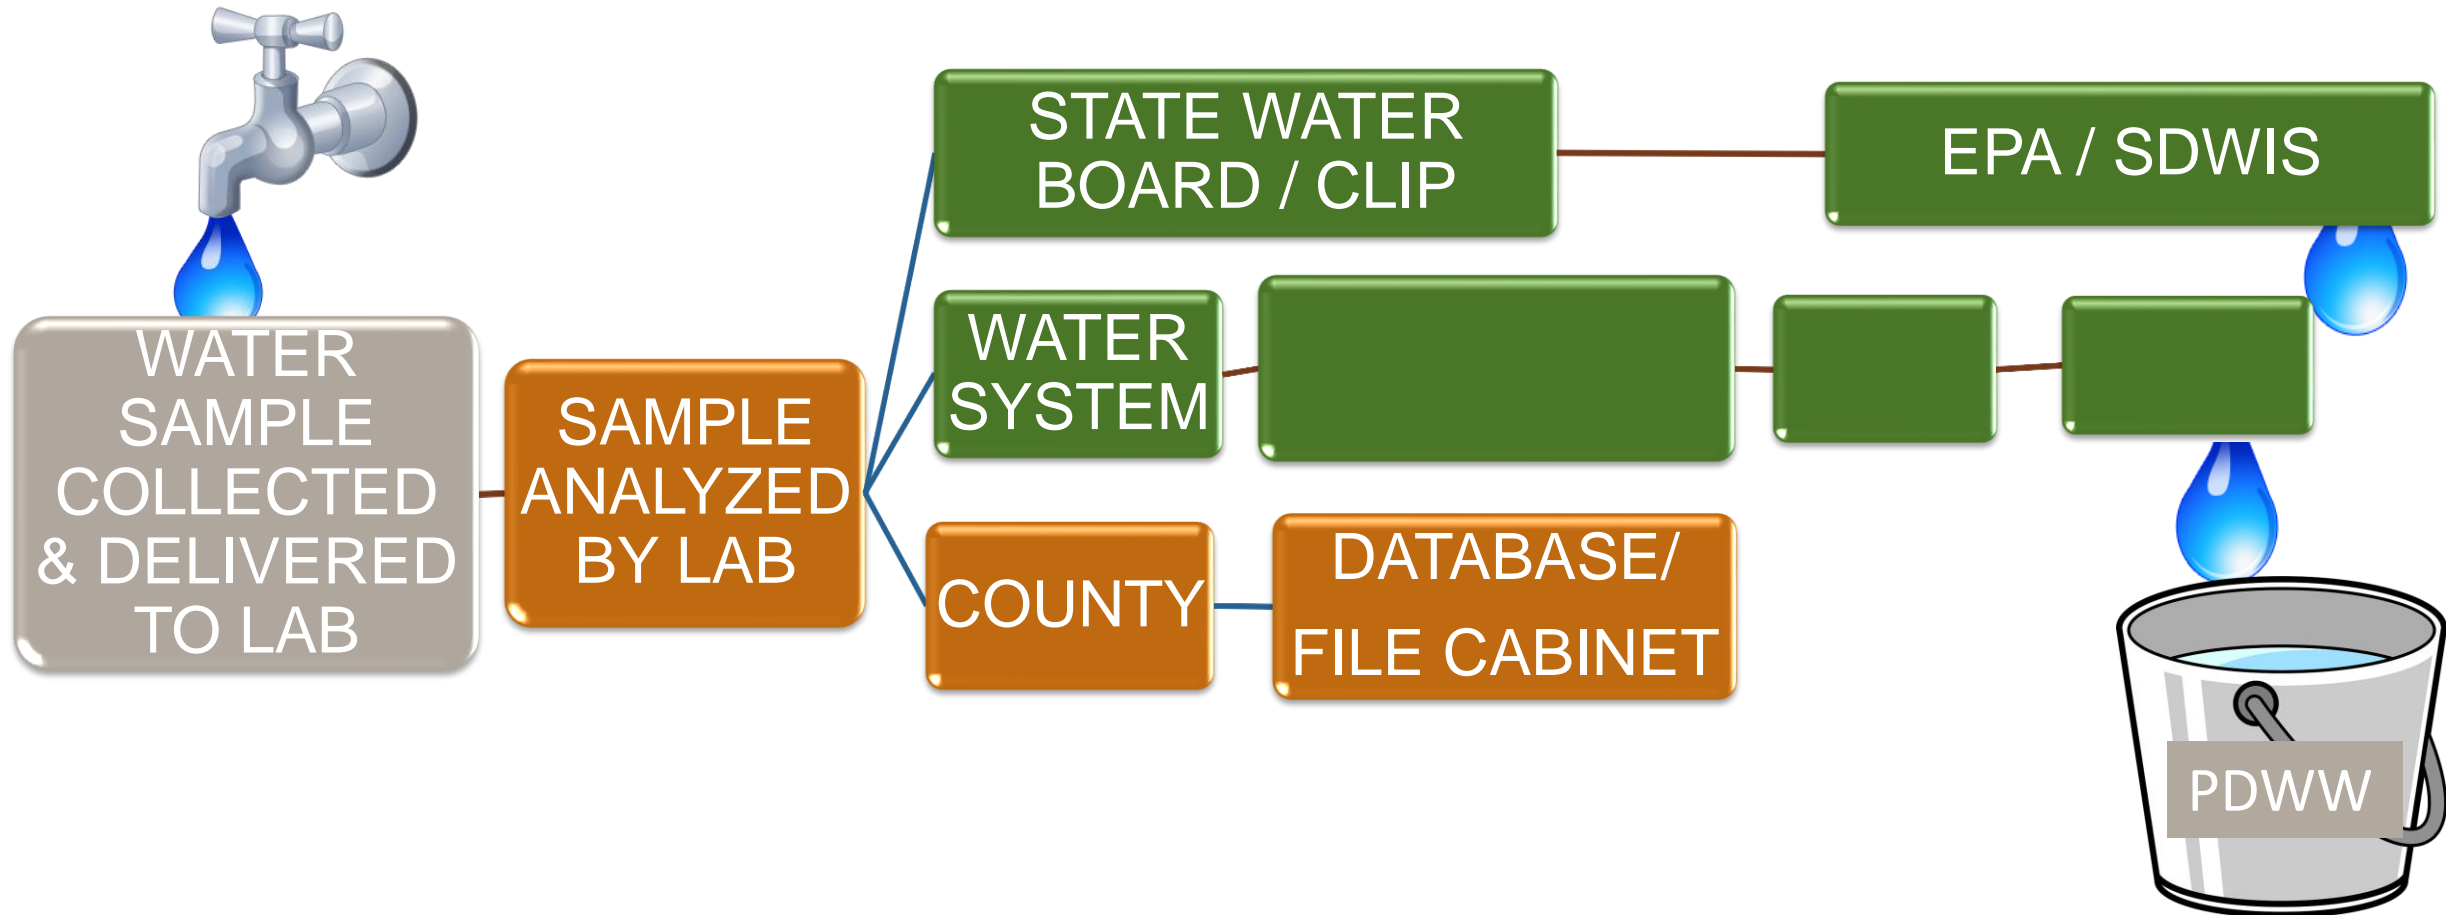 WATER
SAMPLE
COLLECTED
& DELIVERED
TO LAB
SAMPLE
ANALYZED
BY LAB
STATE WATER
BOARD / CLIP
EPA / SDWIS
WATER
SYSTEM
COUNTY
DATABASE/
FILE CABINET
PDWW